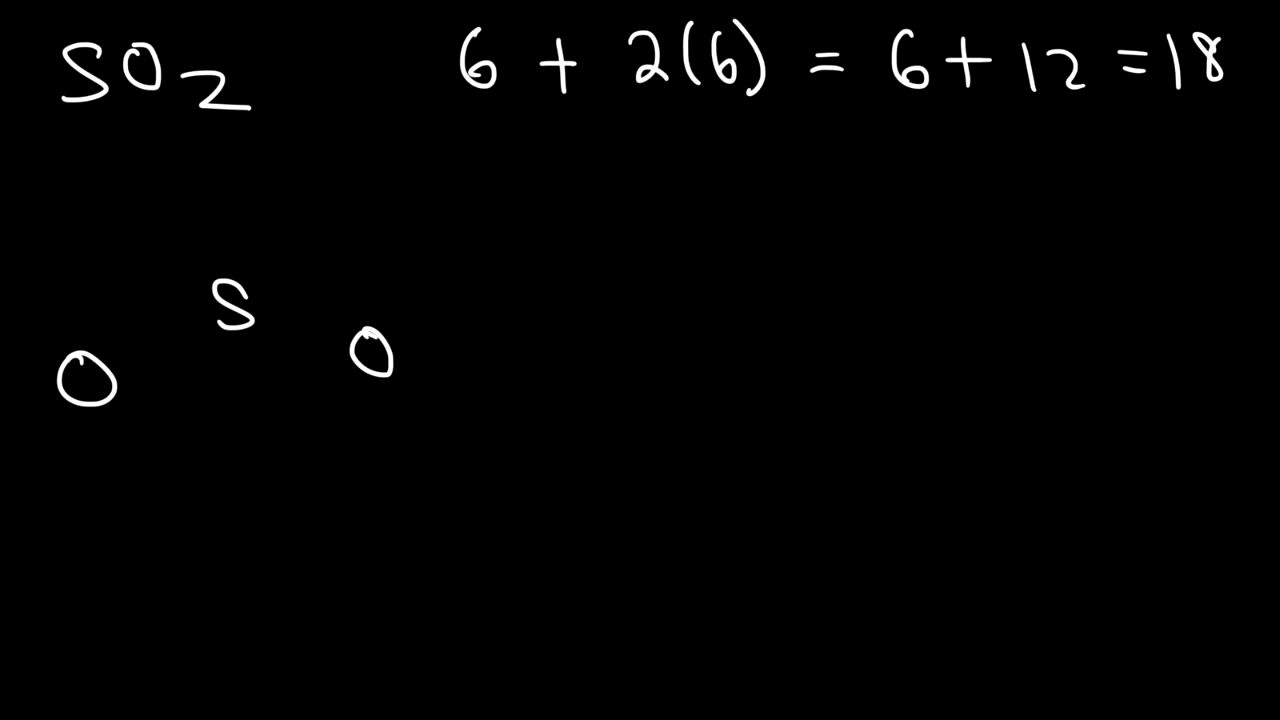 SO2 6 + 2(6) = 6 + 12 = 18
S
O O